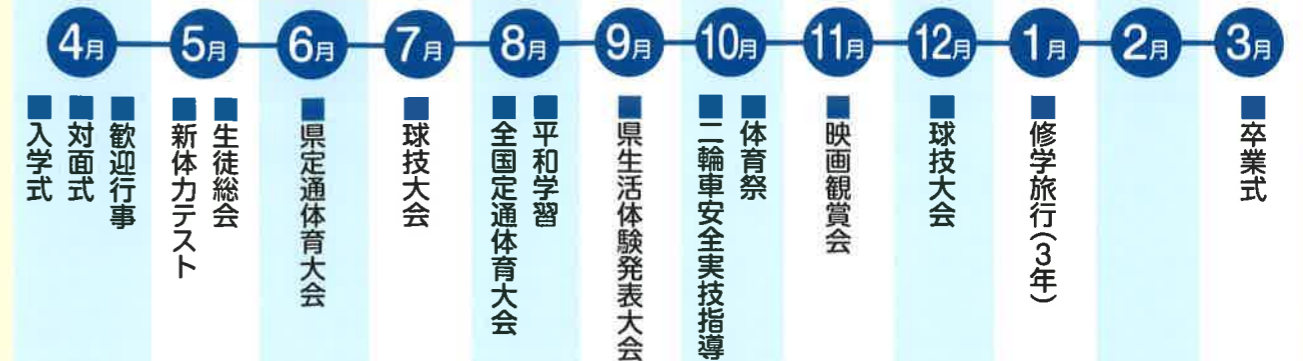 4月
5月
6月
7月
8月
9月
10月
11月
12月
1月
2月
3月
■入学式
■対面式
■歓迎行事
■新体力テスト
■生徒総会
■県定通体育大会
■球技大会
■全国定通体育大会
■平和学習
■県生活体験発表大会
■二輪車安全実技指導
■体育祭
■映画観賞会
■球技大会
■修学旅行(3年)
■卒業式